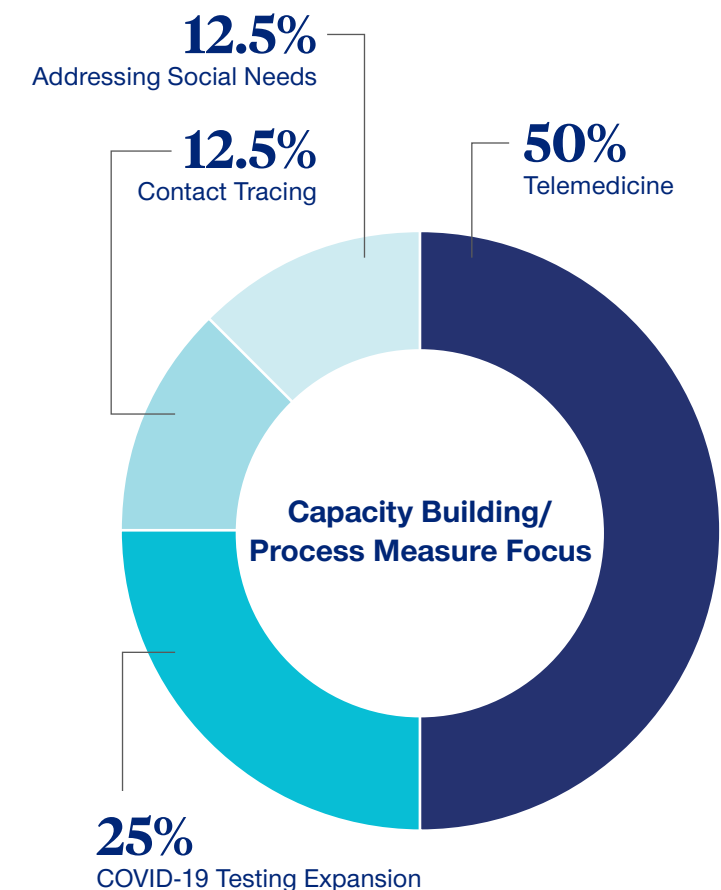 12.5%
Addressing Social Needs
12.5%
Contact Tracing
50%
Telemedicine
Capacity Building/
Process Measure Focus
25%
COVID-19 Testing Expansion